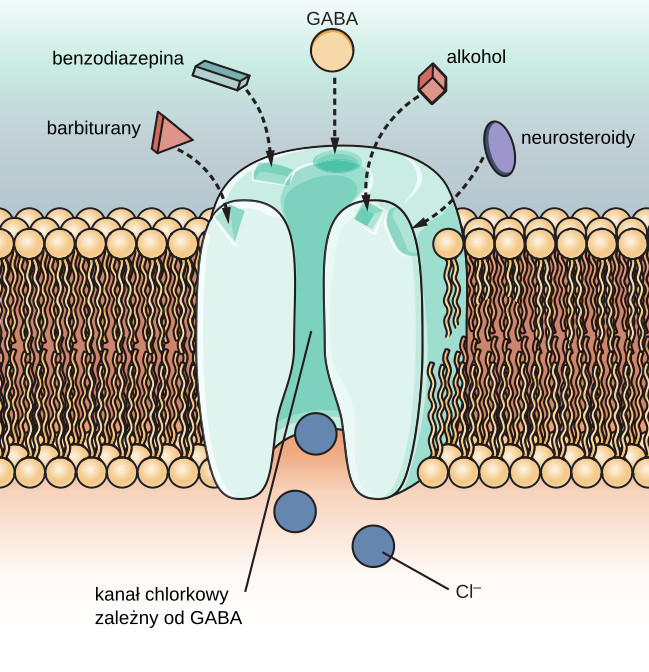 GABA
benzodiazepina
alkohol
barbiturany
neurosteroidy
kanał chlorkowy
zależny od GABA
Cl⁻